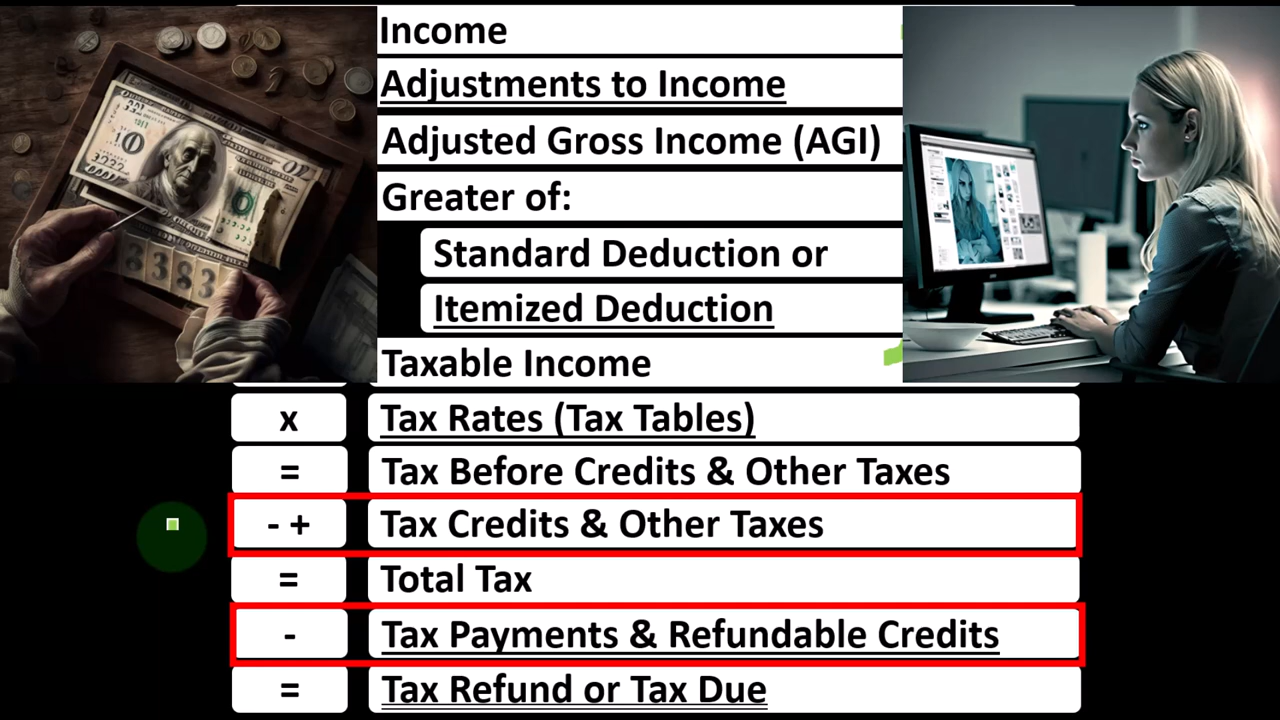 Income
Adjustments to Income
Adjusted Gross Income (AGI)
Greater of:
Standard Deduction or
Itemized Deduction
Taxable Income
x Tax Rates (Tax Tables)
= Tax Before Credits & Other Taxes
- + Tax Credits & Other Taxes
= Total Tax
- Tax Payments & Refundable Credits
= Tax Refund or Tax Due